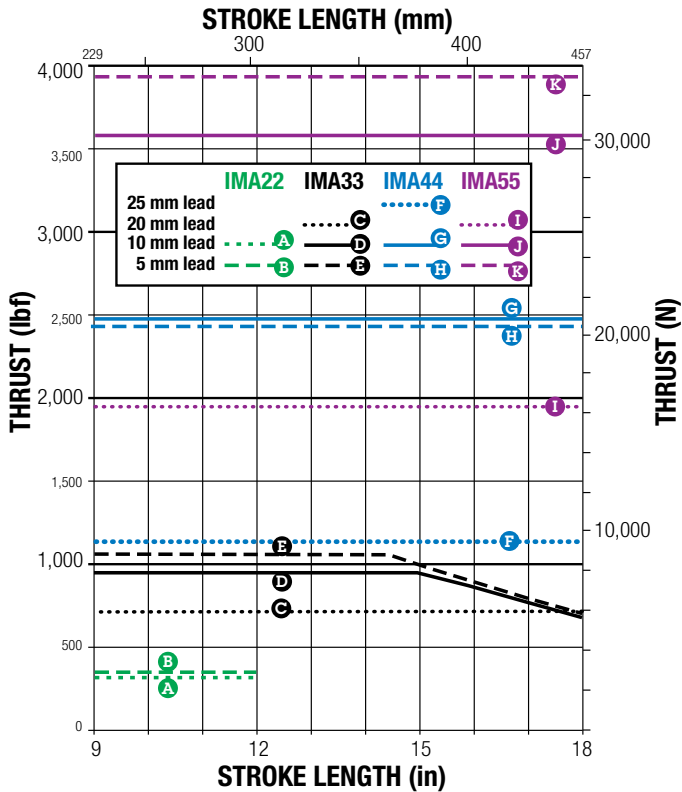 STROKE LENGTH (mm)
229 300 400 457
4,000
K
J
30,000
3,500
IMA22 IMA33 IMA44 IMA55
25 mm lead F
20 mm lead C I
10 mm lead A D G J
5 mm lead B E H K
3,000
THRUST (lbf)
THRUST (N)
2,500
G
H
20,000
2,000
I
1,500
E
F
10,000
1,000
D
C
500
B
A
0
9 12 15 18
STROKE LENGTH (in)